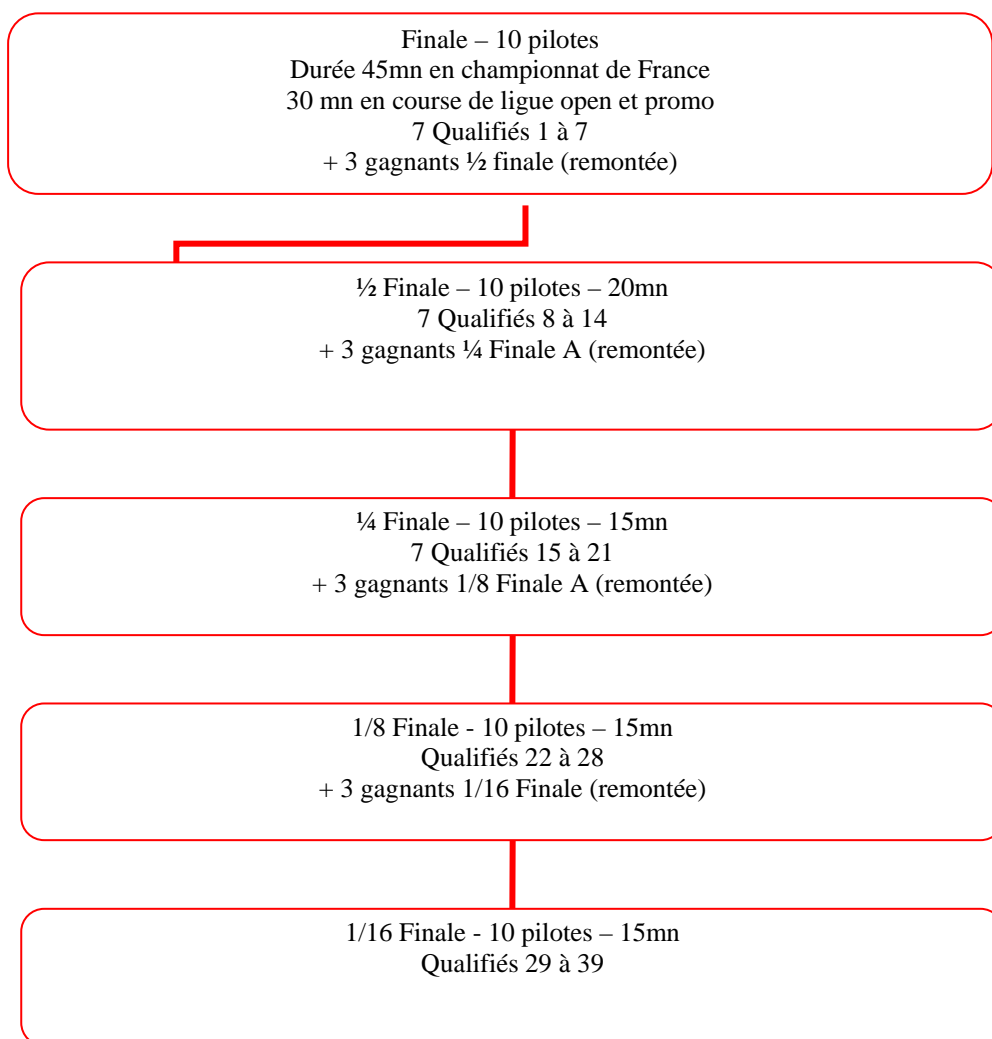 Finale – 10 pilotes
Durée 45mn en championnat de France
30 mn en course de ligue open et promo
7 Qualifiés 1 à 7
+ 3 gagnants ½ finale (remontée)
½ Finale – 10 pilotes – 20mn
7 Qualifiés 8 à 14
+ 3 gagnants ¼ Finale A (remontée)
¼ Finale – 10 pilotes – 15mn
7 Qualifiés 15 à 21
+ 3 gagnants 1/8 Finale A (remontée)
1/8 Finale - 10 pilotes – 15mn
Qualifiés 22 à 28
+ 3 gagnants 1/16 Finale (remontée)
1/16 Finale - 10 pilotes – 15mn
Qualifiés 29 à 39